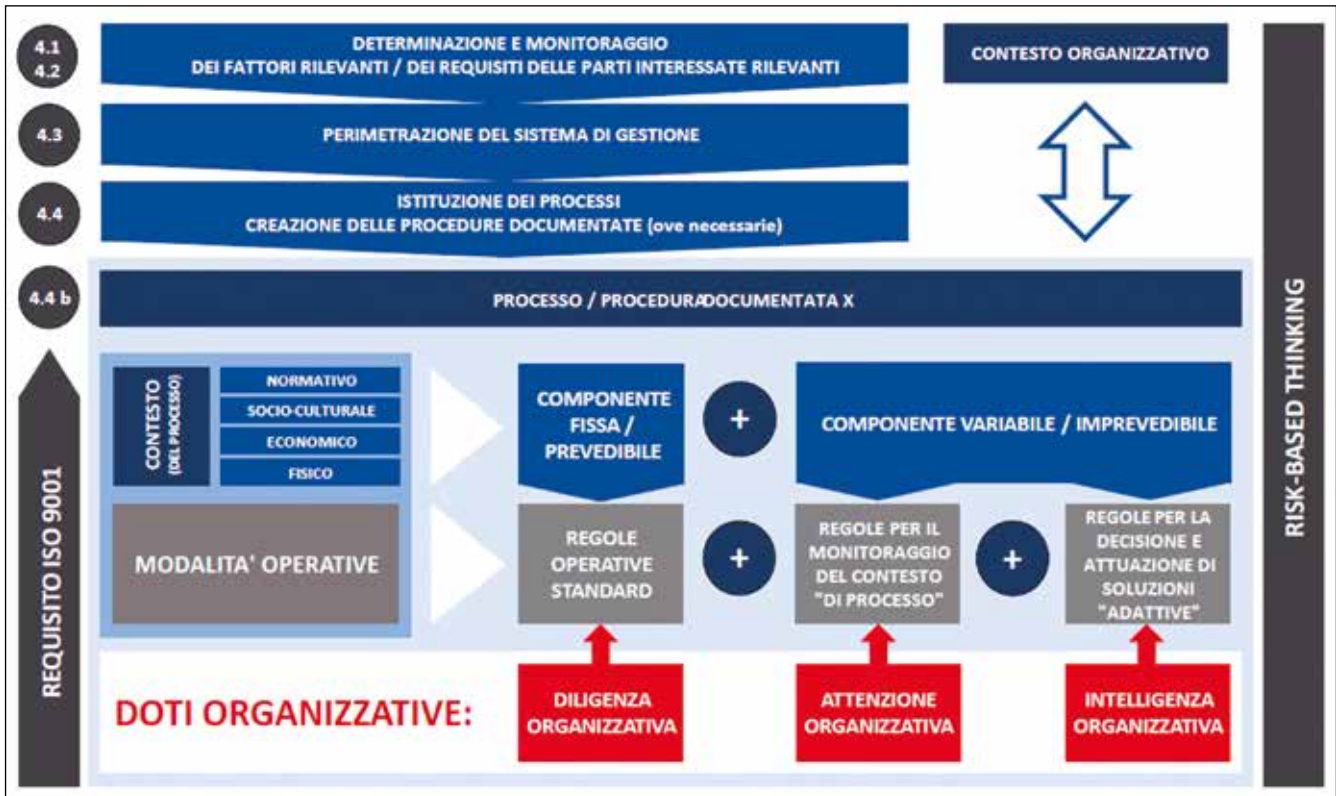 4.1
4.2
DETERMINAZIONE E MONITORAGGIO
DEI FATTORI RILEVANTI / DEI REQUISITI DELLE PARTI INTERESSATE RILEVANTI
CONTESTO ORGANIZZATIVO
4.3
PERIMETRAZIONE DEL SISTEMA DI GESTIONE
4.4
ISTITUZIONE DEI PROCESSI
CREAZIONE DELLE PROCEDURE DOCUMENTATE (ove necessarie)
4.4 b
PROCESSO / PROCEDURADOCUMENTATA X
CONTESTO
(DEL PROCESSO)
NORMATIVO
SOCIO-CULTURALE
ECONOMICO
FISICO
COMPONENTE
FISSA /
PREVEDIBILE
+
COMPONENTE VARIABILE / IMPREVEDIBILE
MODALITA' OPERATIVE
REGOLE
OPERATIVE
STANDARD
+
REGOLE PER IL
MONITORAGGIO
DEL CONTESTO
"DI PROCESSO"
+
REGOLE PER LA
DECISIONE E
ATTUAZIONE DI
SOLUZIONI
"ADATTIVE"
DOTI ORGANIZZATIVE:
DILIGENZA
ORGANIZZATIVA
ATTENZIONE
ORGANIZZATIVA
INTELLIGENZA
ORGANIZZATIVA
REQUISITO ISO 9001
RISK-BASED THINKING